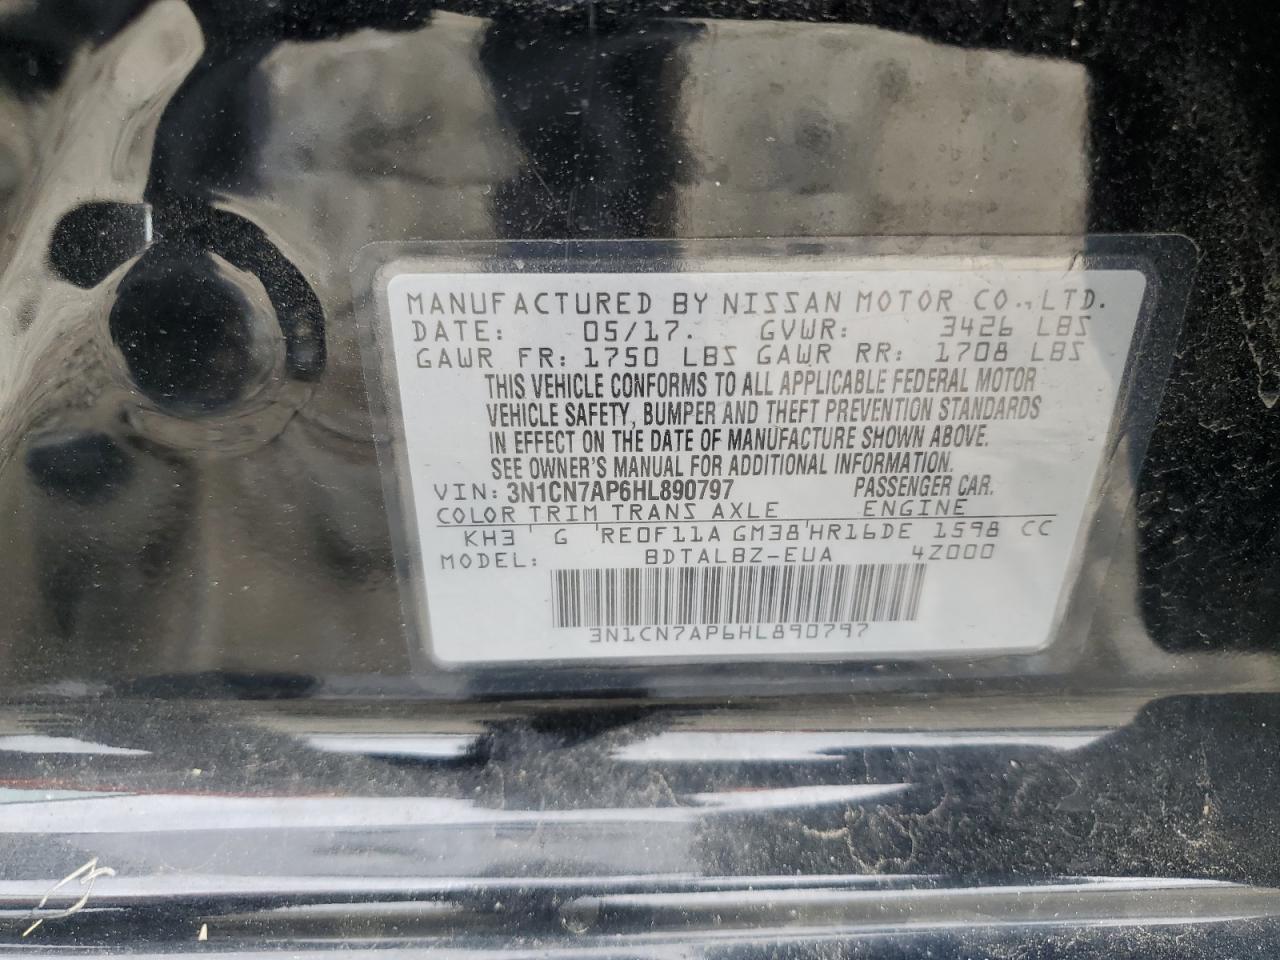 MANUFACTURED BY NISSAN MOTOR CO.,LTD.
DATE: 05/17. GVWR: 3426 LBS
GAWR FR: 1750 LBS GAWR RR: 1708 LBS
THIS VEHICLE CONFORMS TO ALL APPLICABLE FEDERAL MOTOR
VEHICLE SAFETY, BUMPER AND THEFT PREVENTION STANDARDS
IN EFFECT ON THE DATE OF MANUFACTURE SHOWN ABOVE.
SEE OWNER'S MANUAL FOR ADDITIONAL INFORMATION.
VIN: 3N1CN7AP6HL890797 PASSENGER CAR.
COLOR TRIM TRANS AXLE ENGINE
KH3 G RE0F11A GM38 HR16DE 1598 CC
MODEL: BDTALBZ-EUA 4Z000
3N1CN7AP6HL890797